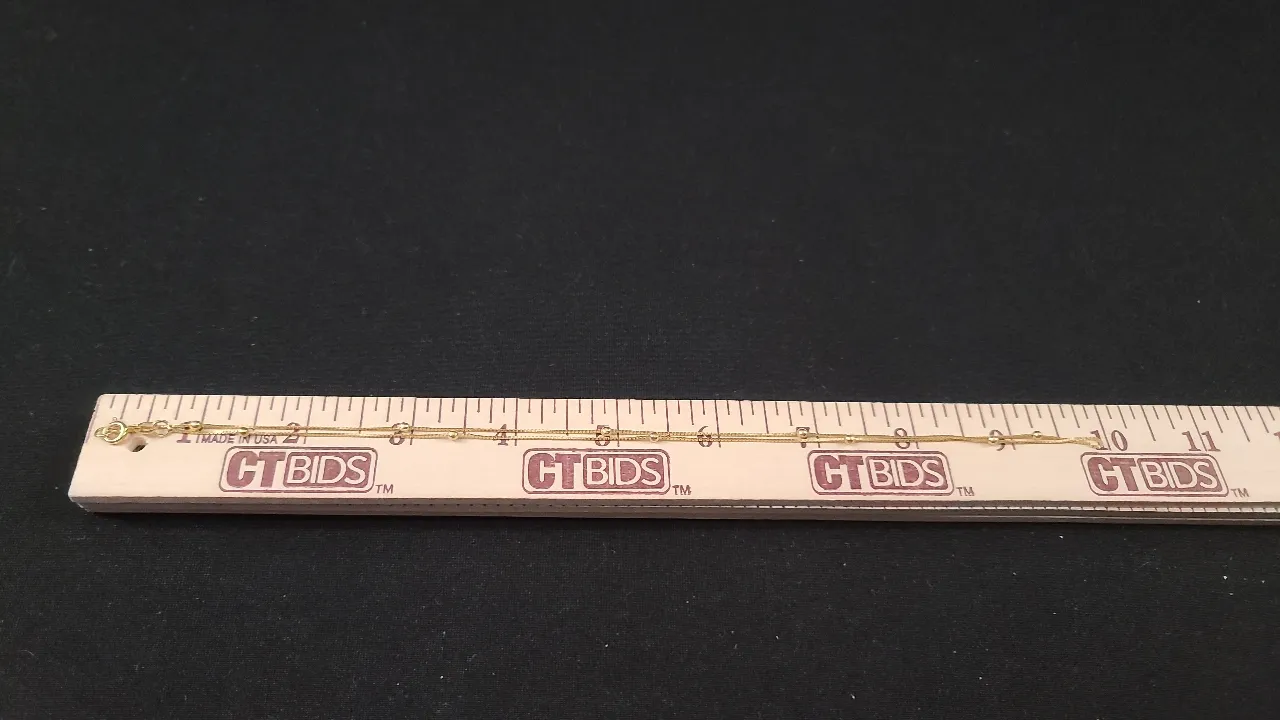 1 MADE IN USA 2 3 4 5 6 7 8 9 10 11
CTBIDS™ CTBIDS™ CTBIDS™ CTBIDS™